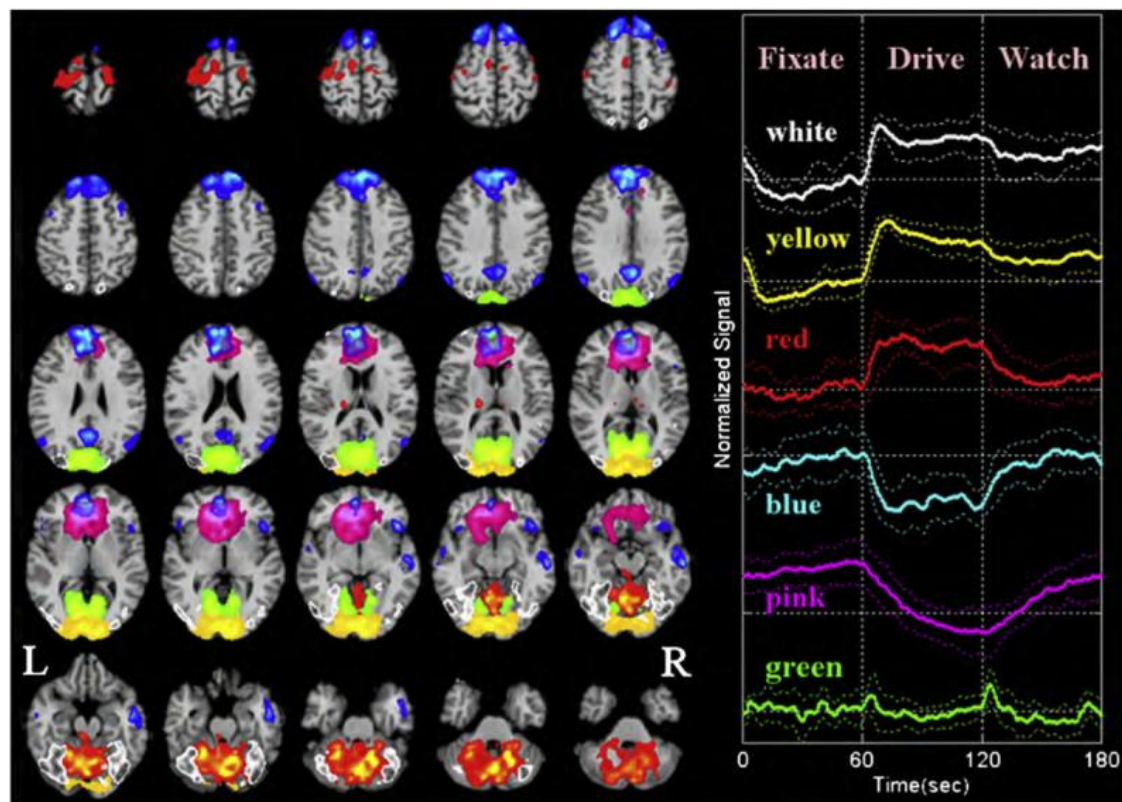 Fixate Drive Watch
white
yellow
red
blue
pink
green
Normalized Signal
L
R
0 60 120 180
Time(sec)